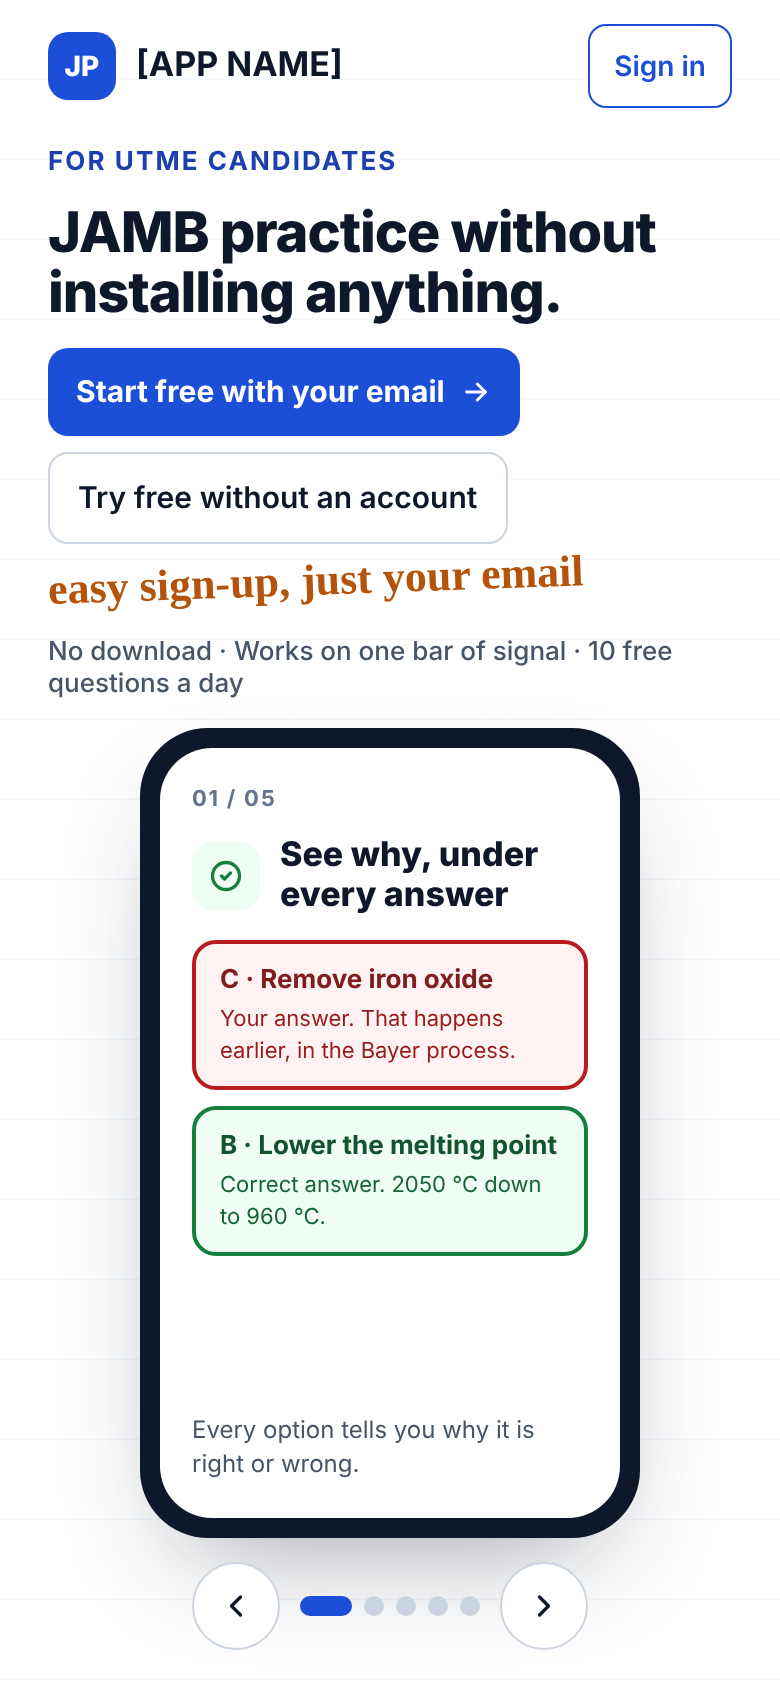 JP
[APP NAME]
Sign in
FOR UTME CANDIDATES
JAMB practice without
installing anything.
Start free with your email →
Try free without an account
easy sign-up, just your email
No download · Works on one bar of signal · 10 free
questions a day
01 / 05
See why, under
every answer
C · Remove iron oxide
Your answer. That happens
earlier, in the Bayer process.
B · Lower the melting point
Correct answer. 2050 °C down
to 960 °C.
Every option tells you why it is
right or wrong.